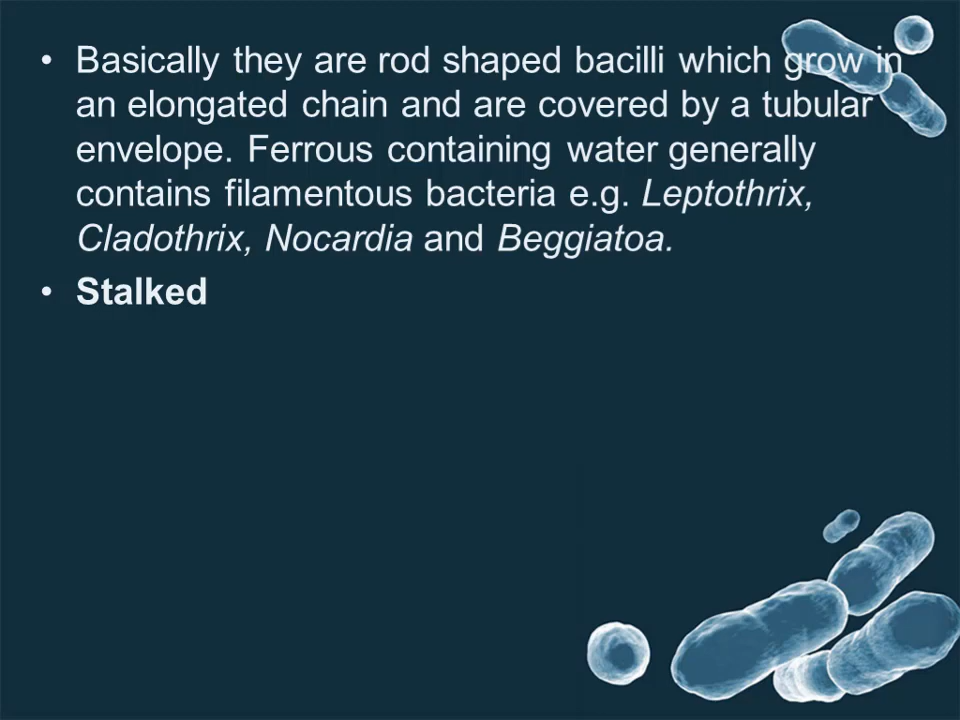 • Basically they are rod shaped bacilli which grow in
an elongated chain and are covered by a tubular
envelope. Ferrous containing water generally
contains filamentous bacteria e.g. Leptothrix,
Cladothrix, Nocardia and Beggiatoa.
• Stalked